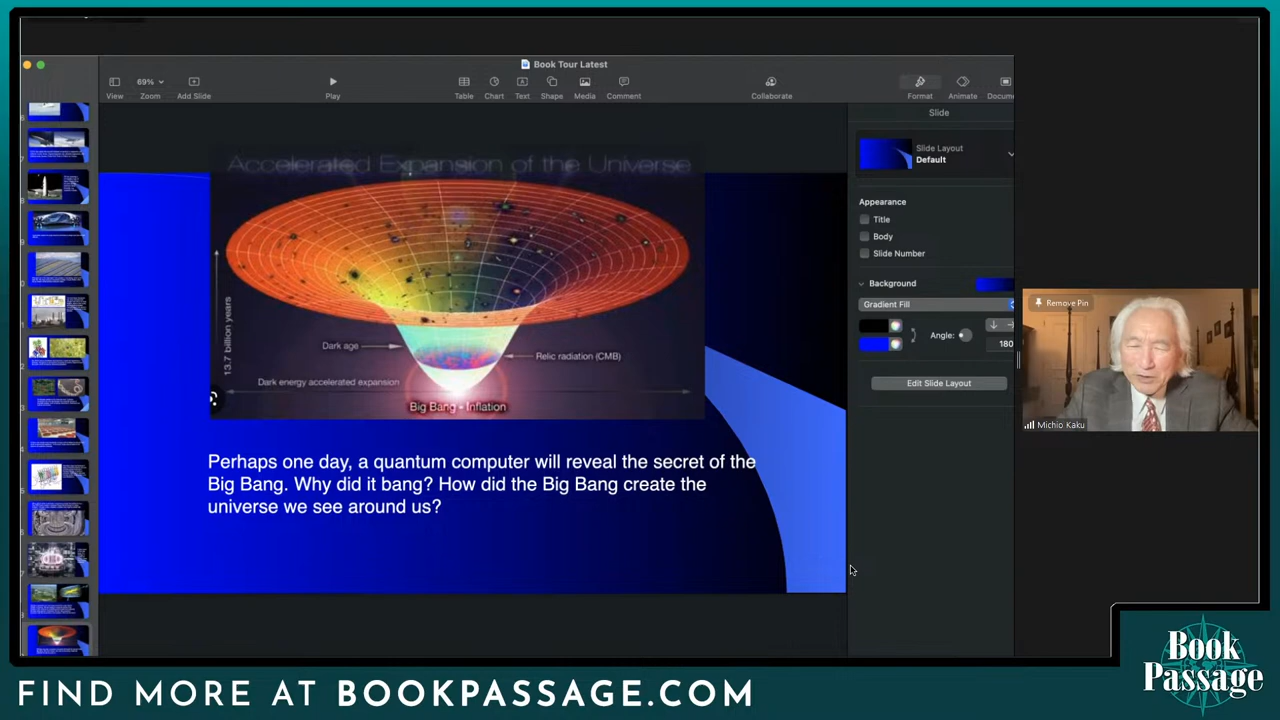 Book Tour Latest
69%
View
Zoom
Add Slide
Play
Table
Chart
Text
Shape
Media
Comment
Collaborate
Format
Animate
Docum
Slide
Slide Layout
Default
Appearance
Title
Body
Slide Number
Background
Gradient Fill
Angle:
180
Edit Slide Layout
Accelerated Expansion of the Universe
13.7 billion years
Dark age
Relic radiation (CMB)
Dark energy accelerated expansion
Big Bang + Inflation
Perhaps one day, a quantum computer will reveal the secret of the
Big Bang. Why did it bang? How did the Big Bang create the
universe we see around us?
Remove Pin
Michio Kaku
Book
Passage
FIND MORE AT BOOKPASSAGE.COM